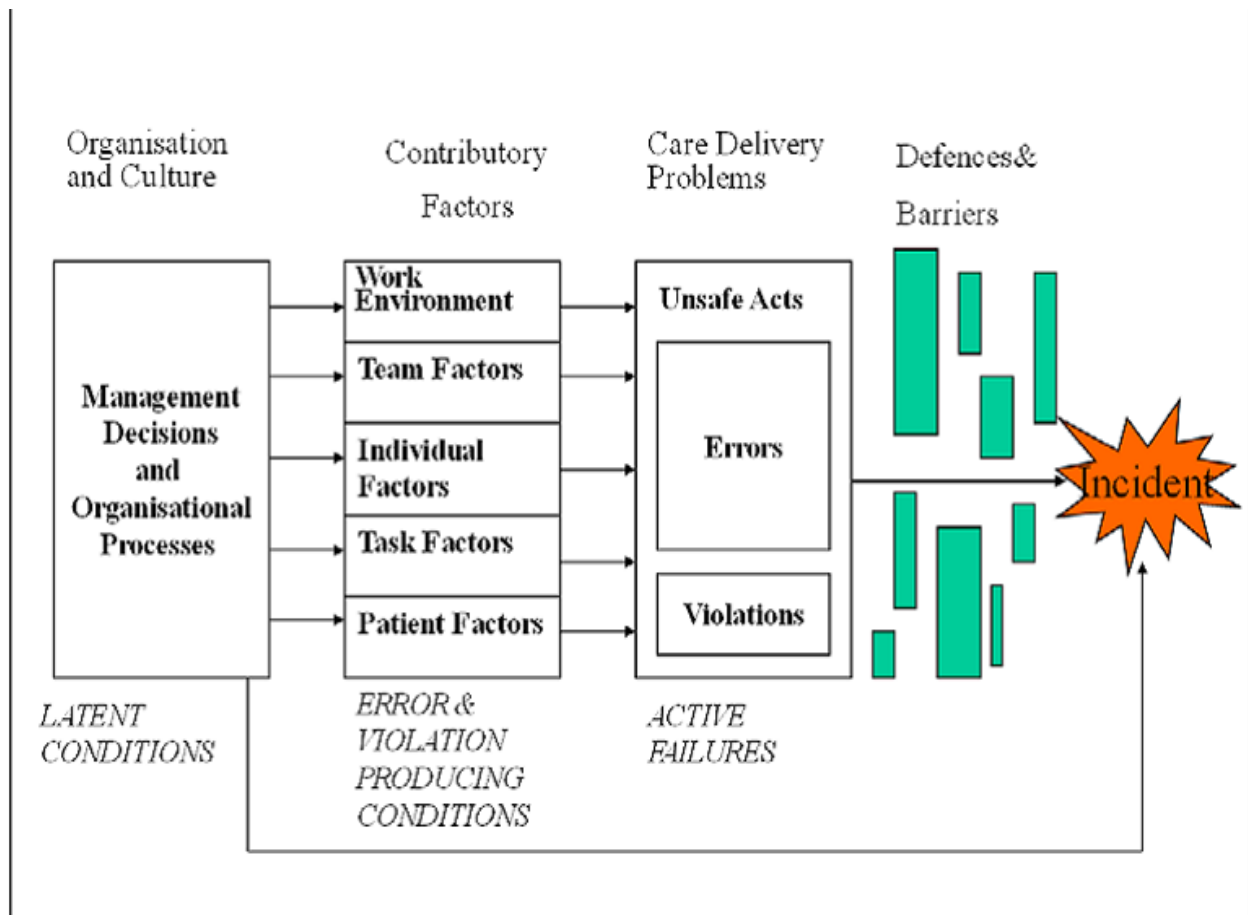 Organisation
and Culture
Contributory
Factors
Care Delivery
Problems
Defences&
Barriers
Management
Decisions
and
Organisational
Processes
Work
Environment
Team Factors
Individual
Factors
Task Factors
Patient Factors
Unsafe Acts
Errors
Violations
Incident
LATENT
CONDITIONS
ERROR &
VIOLATION
PRODUCING
CONDITIONS
ACTIVE
FAILURES